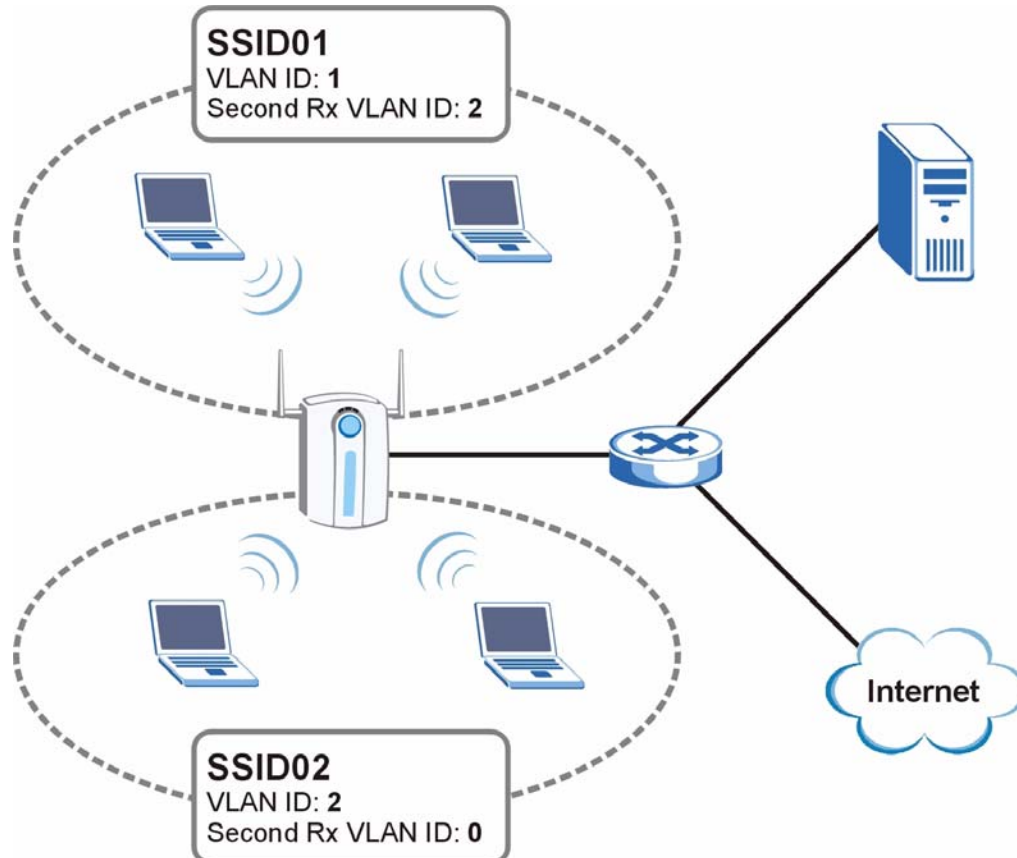 SSID01
VLAN ID: 1
Second Rx VLAN ID: 2
Internet
SSID02
VLAN ID: 2
Second Rx VLAN ID: 0